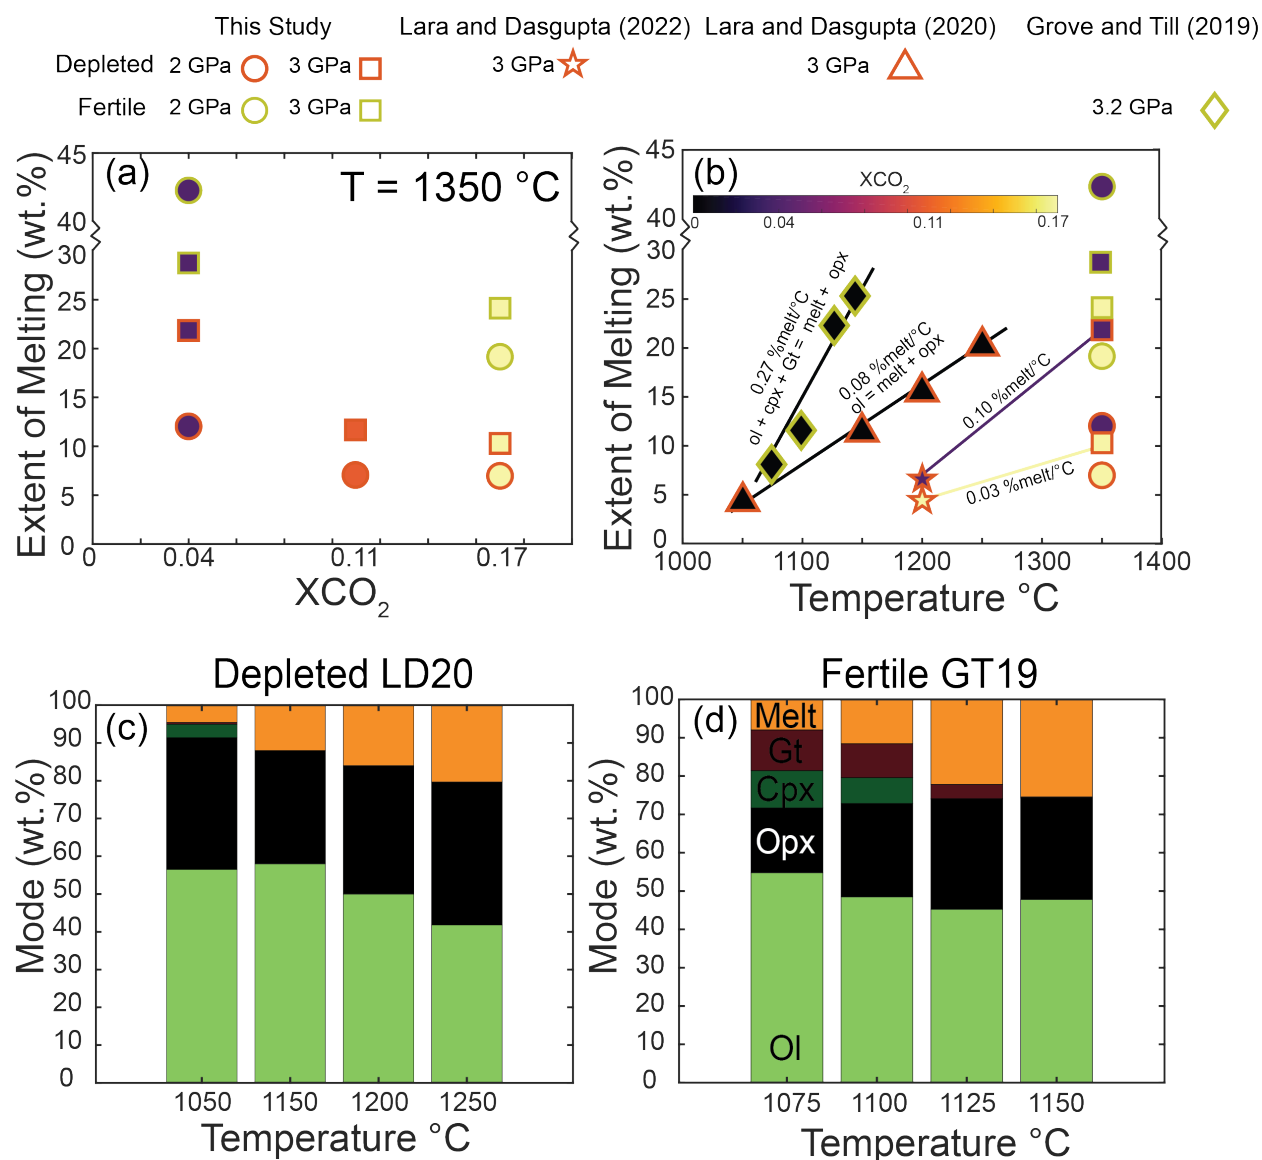 This Study Lara and Dasgupta (2022) Lara and Dasgupta (2020) Grove and Till (2019)
Depleted 2 GPa 3 GPa 3 GPa 3 GPa
Fertile 2 GPa 3 GPa 3.2 GPa
(a) T = 1350 °C
Extent of Melting (wt.%)
45
40
30
25
20
15
10
5
0
0 0.04 0.11 0.17
XCO2
(b)
XCO2
0 0.04 0.11 0.17
Extent of Melting (wt.%)
45
40
30
25
20
15
10
5
0
0.27 %melt/°C
ol + cpx + Gt = melt + opx
0.08 %melt/°C
ol = melt + opx
0.10 %melt/°C
0.03 %melt/°C
1000 1100 1200 1300 1400
Temperature °C
Depleted LD20
(c)
Mode (wt.%)
100
90
80
70
60
50
40
30
20
10
0
1050 1150 1200 1250
Temperature °C
Fertile GT19
(d)
Mode (wt.%)
100
90
80
70
60
50
40
30
20
10
0
Melt
Gt
Cpx
Opx
Ol
1075 1100 1125 1150
Temperature °C